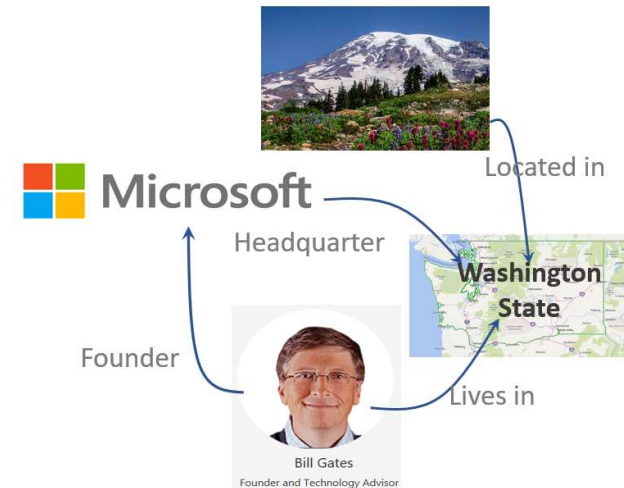 Located in
Microsoft
Headquarter
Washington
State
Founder
Lives in
Bill Gates
Founder and Technology Advisor